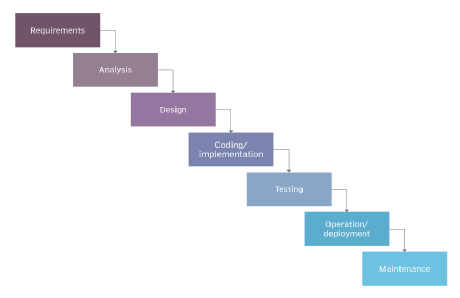 Requirements
Analysis
Design
Coding/
implementation
Testing
Operation/
deployment
Maintenance